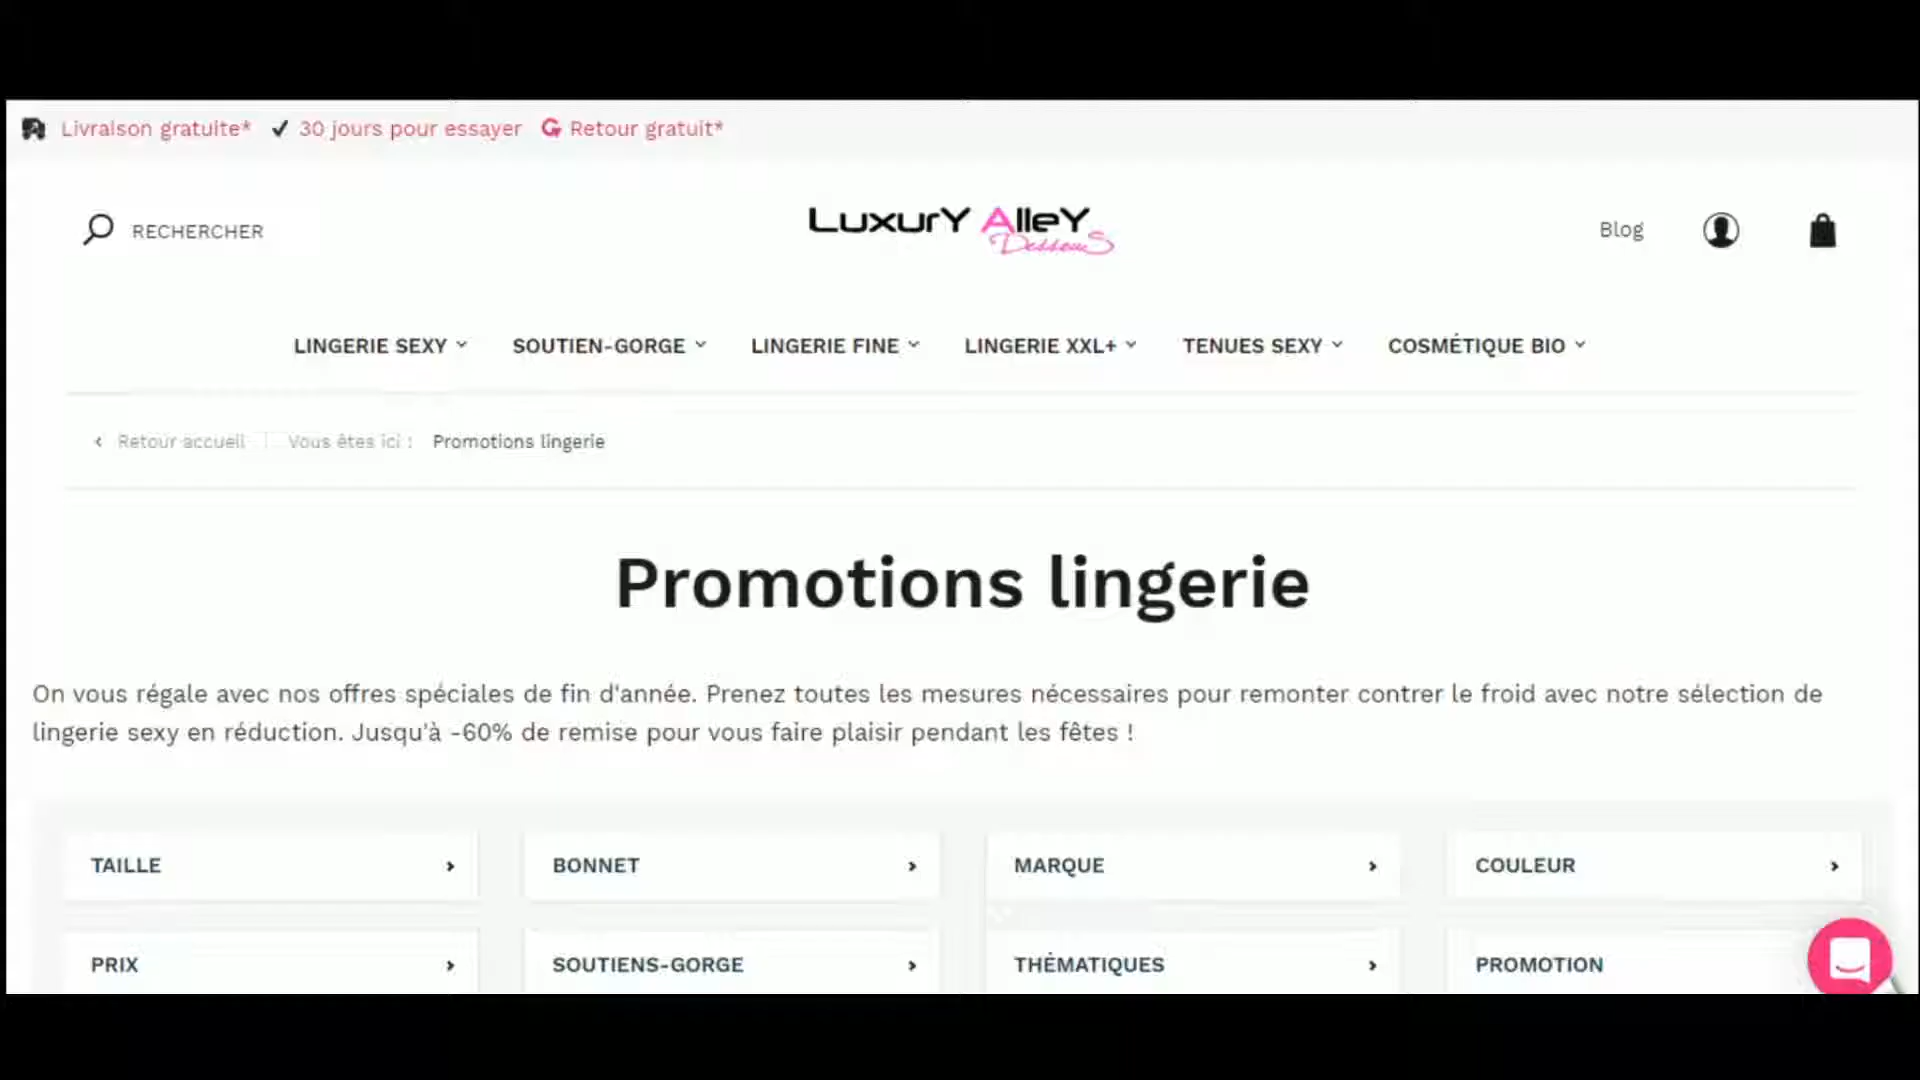 Livraison gratuite* 30 jours pour essayer Retour gratuit*
RECHERCHER
LuxurY AlleY
Dessous
Blog
LINGERIE SEXY SOUTIEN-GORGE LINGERIE FINE LINGERIE XXL+ TENUES SEXY COSMÉTIQUE BIO
Retour accueil Vous êtes ici : Promotions lingerie
Promotions lingerie
On vous régale avec nos offres spéciales de fin d'année. Prenez toutes les mesures nécessaires pour remonter contrer le froid avec notre sélection de
lingerie sexy en réduction. Jusqu'à -60% de remise pour vous faire plaisir pendant les fêtes !
TAILLE BONNET MARQUE COULEUR
PRIX SOUTIENS-GORGE THÉMATIQUES PROMOTION